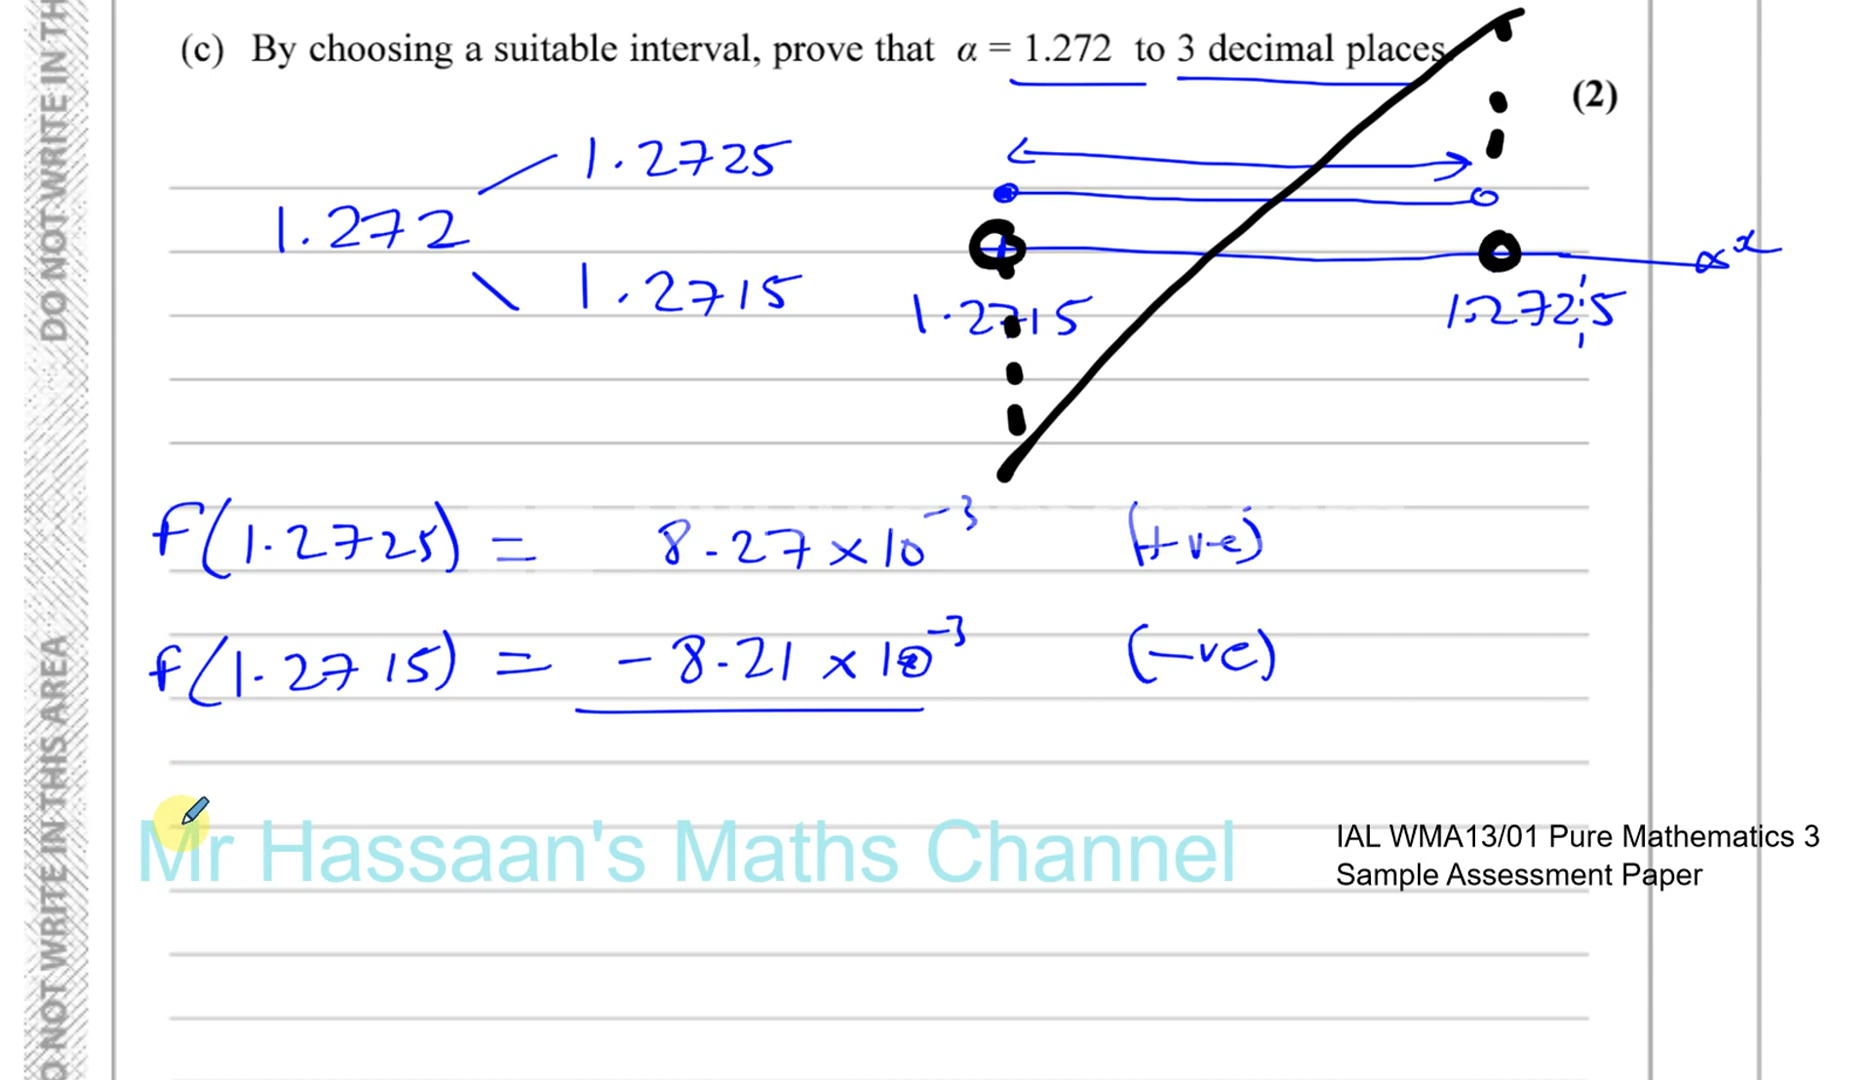 (c) By choosing a suitable interval, prove that α = 1.272 to 3 decimal places
(2)
1.2725
1.272
1.2715
x
1.2715
1.2725
f(1.2725) = 8.27 × 10⁻³ (+ve)
f(1.2715) = - 8.21 × 10⁻³ (-ve)
Mr Hassaan's Maths Channel
IAL WMA13/01 Pure Mathematics 3
Sample Assessment Paper
DO NOT WRITE IN TH
DO NOT WRITE IN THIS AREA